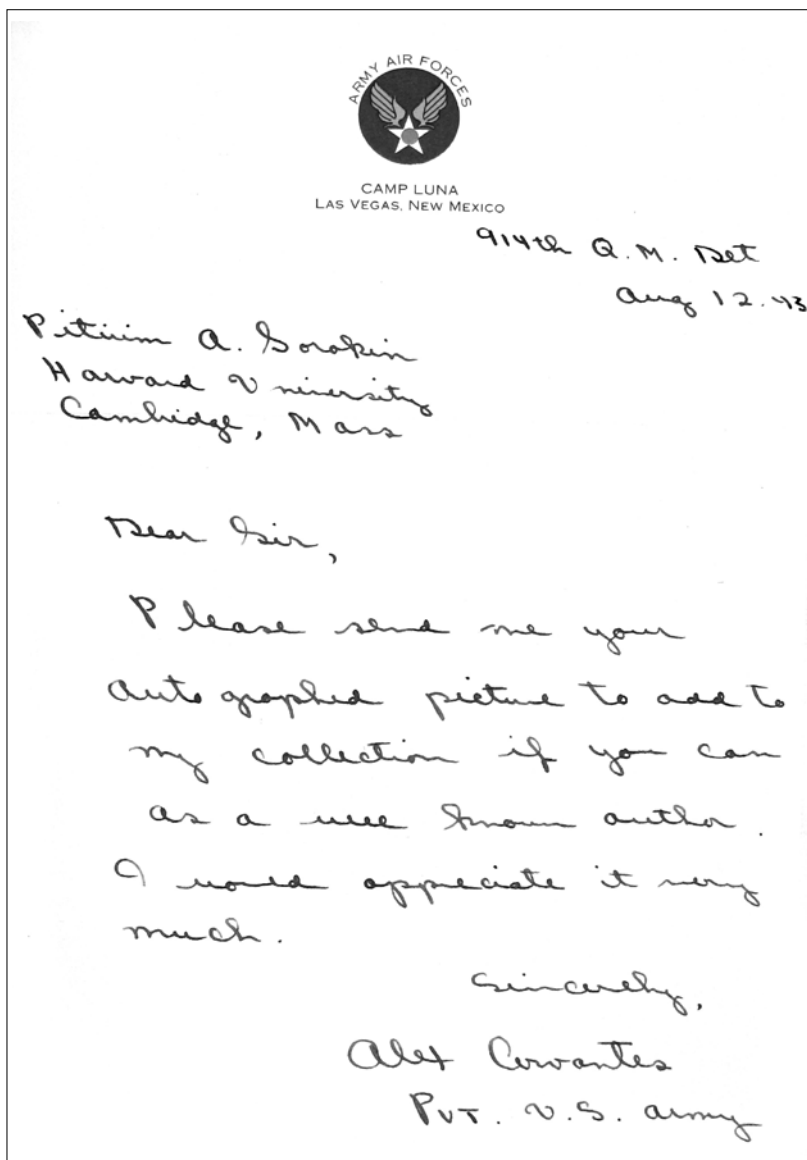 ARMY AIR FORCES
CAMP LUNA
LAS VEGAS, NEW MEXICO
914th Q.M. Det
Aug 12. 43
Pitirim A. Sorokin
Harvard University
Cambridge, Mass
Dear Sir,
Please send me your
autographed picture to add to
my collection if you can
as a well known author.
I would appreciate it very
much.
Sincerely,
Alex Cervantes
Pvt. U.S. Army